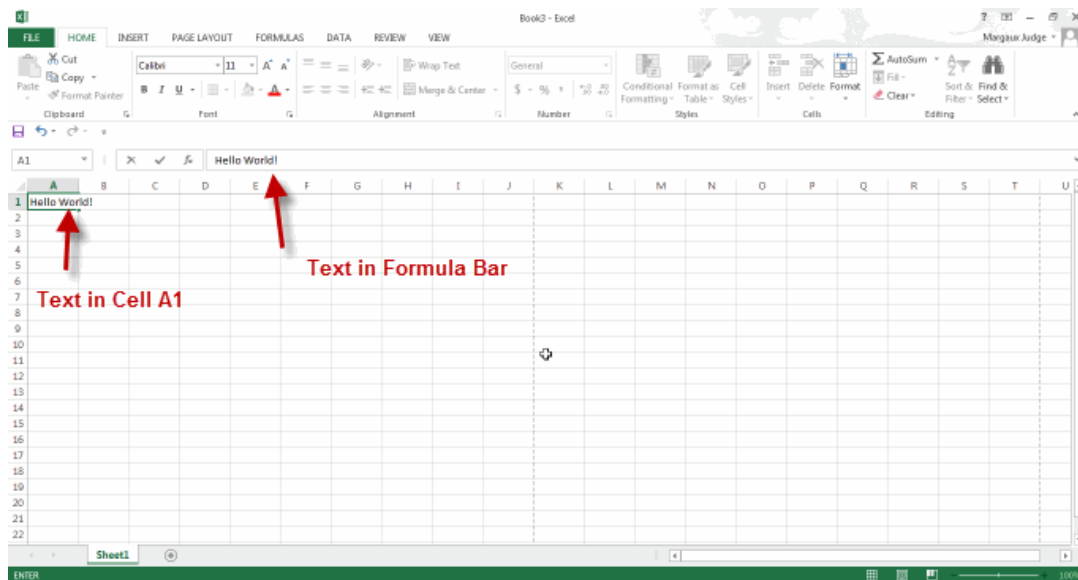 Book3 - Excel
?
FILE HOME INSERT PAGE LAYOUT FORMULAS DATA REVIEW VIEW Margaux Judge
Cut Calibri 11 A A Wrap Text General AutoSum
Copy Fill
Paste Format Painter B I U A Merge & Center $ % Conditional Format as Cell Insert Delete Format Clear Sort & Find &
Formatting Table Styles Filter Select
Clipboard Font Alignment Number Styles Cells Editing
A1 fx Hello World!
A B C D E F G H I J K L M N O P Q R S T U
1 Hello World!
2
3
4
5 Text in Formula Bar
6
7 Text in Cell A1
8
9
10
11
12
13
14
15
16
17
18
19
20
21
22
Sheet1
ENTER 100%